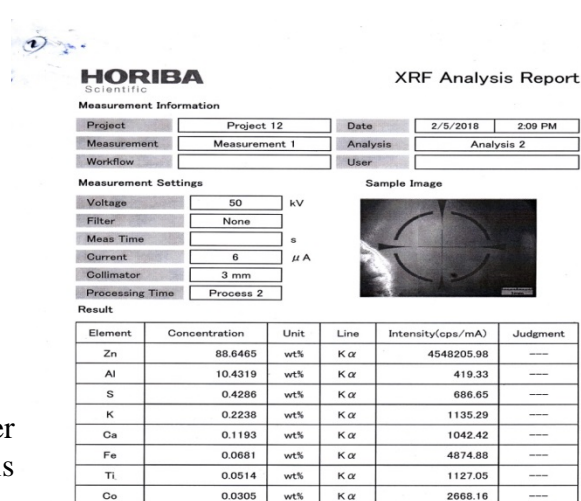 2
HORIBA
Scientific
XRF Analysis Report
Measurement Information
Project Project 12 Date 2/5/2018 2:09 PM
Measurement Measurement 1 Analysis Analysis 2
Workflow User
Measurement Settings Sample Image
Voltage 50 kV
Filter None
Meas Time s
Current 6 μA
Collimator 3 mm
Processing Time Process 2
Result
Element Concentration Unit Line Intensity(cps/mA) Judgment
Zn 88.6465 wt% Kα 4548205.98 ---
Al 10.4319 wt% Kα 419.33 ---
S 0.4286 wt% Kα 686.65 ---
K 0.2238 wt% Kα 1135.29 ---
Ca 0.1193 wt% Kα 1042.42 ---
er
Fe 0.0681 wt% Kα 4874.88 ---
s
Ti 0.0514 wt% Kα 1127.05 ---
Co 0.0305 wt% Kα 2668.16 ---